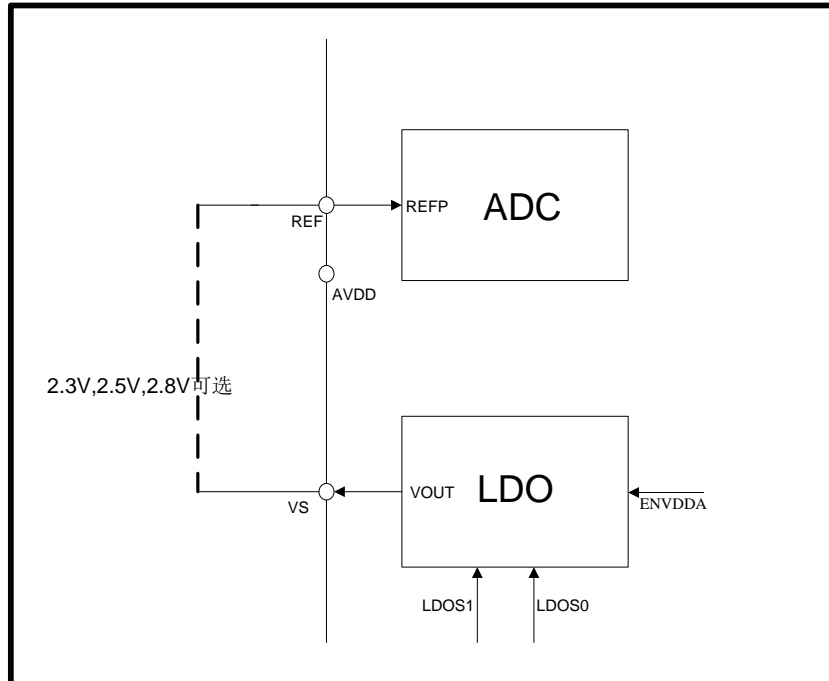 ADC
REFP
REF
AVDD
2.3V,2.5V,2.8V可选
VOUT
LDO
VS
ENVDDA
LDOS1
LDOS0